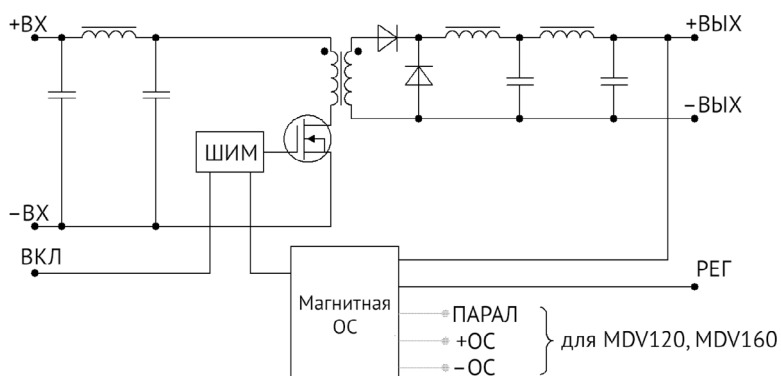 +ВХ
+ВЫХ
−ВЫХ
ШИМ
−ВХ
ВКЛ
РЕГ
Магнитная
ОС
ПАРАЛ
+ОС
−ОС
для MDV120, MDV160